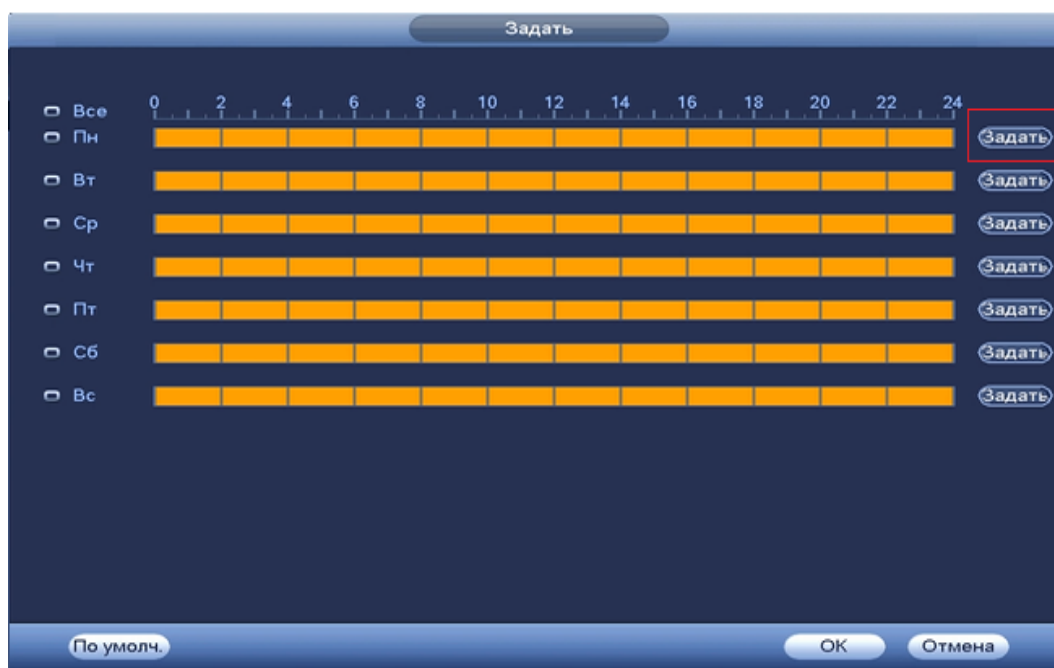 Задать
Все 0 2 4 6 8 10 12 14 16 18 20 22 24
Пн Задать
Вт Задать
Ср Задать
Чт Задать
Пт Задать
Сб Задать
Вс Задать
По умолч. OK Отмена